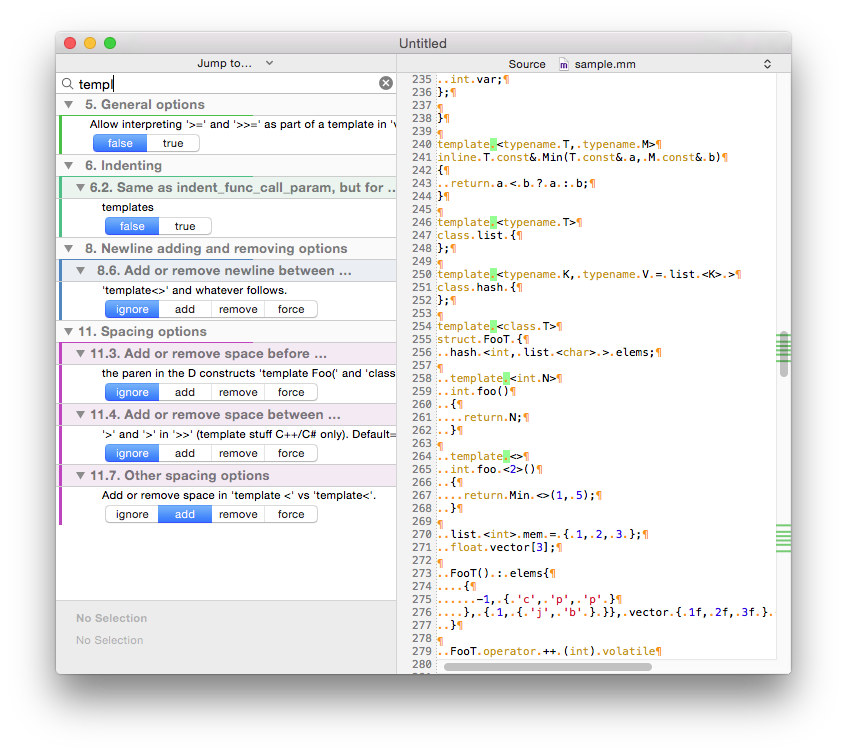 Untitled
Jump to...
templ
5. General options
Allow interpreting '>=' and '>>=' as part of a template in 'v
false true
6. Indenting
6.2. Same as indent_func_call_param, but for ...
templates
false true
8. Newline adding and removing options
8.6. Add or remove newline between ...
'template<>' and whatever follows.
ignore add remove force
11. Spacing options
11.3. Add or remove space before ...
the paren in the D constructs 'template Foo(' and 'class
ignore add remove force
11.4. Add or remove space between ...
'>' and '>' in '>>' (template stuff C++/C# only). Default=
ignore add remove force
11.7. Other spacing options
Add or remove space in 'template <' vs 'template<'.
ignore add remove force
No Selection
No Selection
Source m sample.mm
235 ..int.var;¶
236 };¶
237 ¶
238 }¶
239 ¶
240 template.<typename.T,.typename.M>¶
241 inline.T.const&.Min(T.const&.a,.M.const&.b)¶
242 {¶
243 ..return.a.<.b.?.a.:.b;¶
244 }¶
245 ¶
246 template.<typename.T>¶
247 class.list.{¶
248 };¶
249 ¶
250 template.<typename.K,.typename.V.=.list.<K>.>¶
251 class.hash.{¶
252 };¶
253 ¶
254 template.<class.T>¶
255 struct.FooT.{¶
256 ..hash.<int,.list.<char>.>.elems;¶
257 ¶
258 ..template.<int.N>¶
259 ..int.foo()¶
260 ..{¶
261 ....return.N;¶
262 ..}¶
263 ¶
264 ..template.<>¶
265 ..int.foo.<2>()¶
266 ..{¶
267 ....return.Min.<>(1,.5);¶
268 ..}¶
269 ¶
270 ..list.<int>.mem.=.{.1,.2,.3.};¶
271 ..float.vector[3];¶
272 ¶
273 ..FooT().:.elems{¶
274 ....{¶
275 ......-1,.{.'c',.'p',.'p'.}¶
276 ....},.{.1,.{.'j',.'b'.}.}},.vector.{.1f,.2f,.3f.}.
277 ..}¶
278 ¶
279 ..FooT.operator.++.(int).volatile¶
280